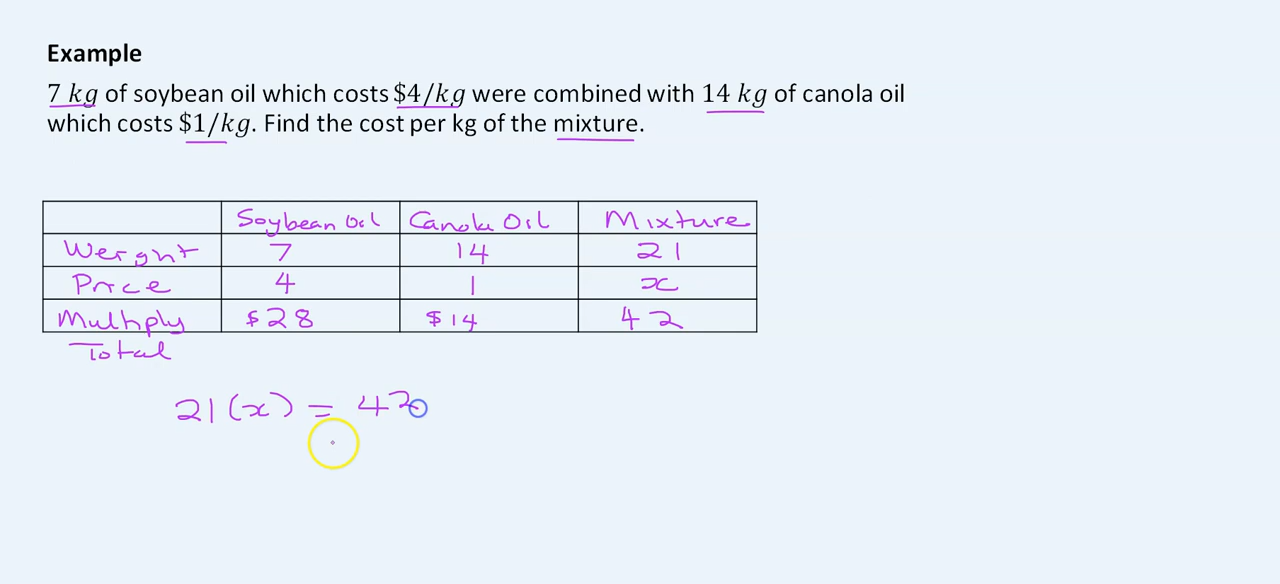 Example
7 kg of soybean oil which costs $4/kg were combined with 14 kg of canola oil
which costs $1/kg. Find the cost per kg of the mixture.
Soybean Oil Canola Oil Mixture
Weight 7 14 21
Price 4 1 x
Multiply $28 $14 42
Total
21(x) = 42